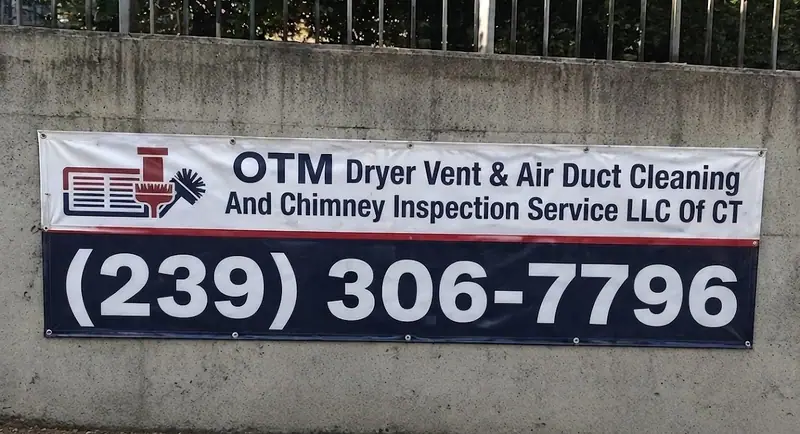 OTM Dryer Vent & Air Duct Cleaning
And Chimney Inspection Service LLC Of CT
(239) 306-7796